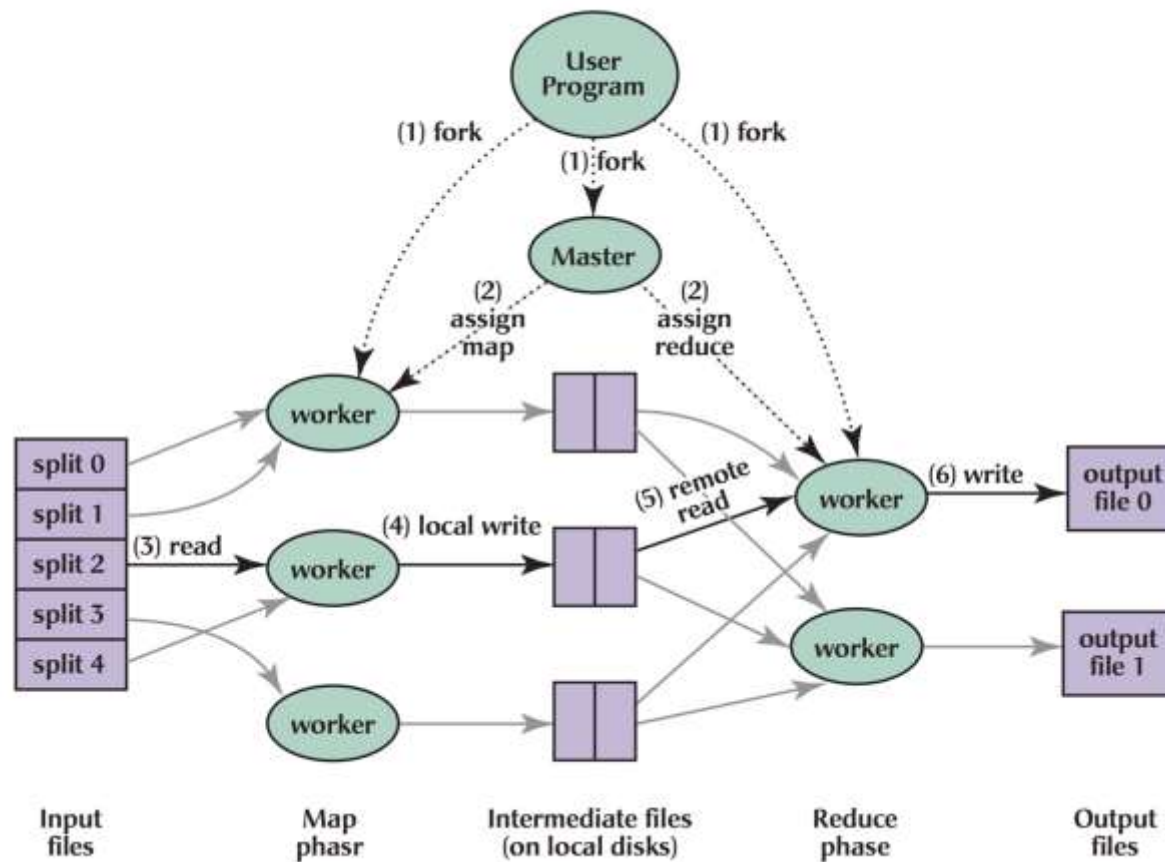 User
Program
(1) fork
(1) fork
(1) fork
Master
(2)
assign
map
(2)
assign
reduce
worker
split 0
split 1
split 2
split 3
split 4
(3) read
worker
(4) local write
worker
(5) remote
read
worker
(6) write
output
file 0
worker
output
file 1
Input
files
Map
phasr
Intermediate files
(on local disks)
Reduce
phase
Output
files